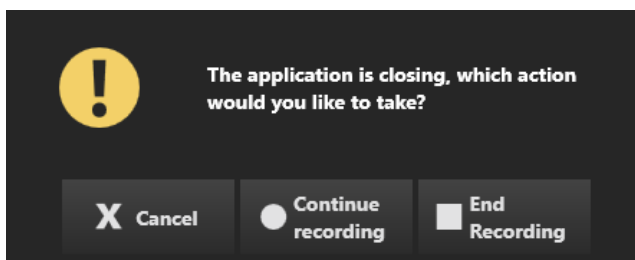 The application is closing, which action
would you like to take?
X Cancel
Continue
recording
End
Recording